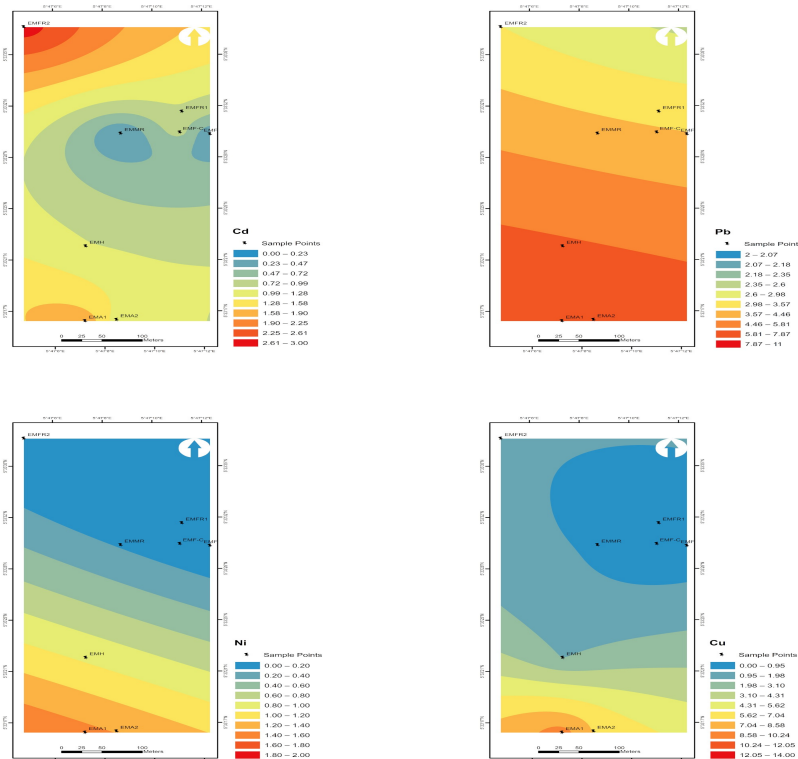 EMFR2
EMFR1
EMMR
EMF-C
EMF
EMH
EMA1
EMA2
0 25 50 100
Meters
Cd
Sample Points
0.00 – 0.23
0.23 – 0.47
0.47 – 0.72
0.72 – 0.99
0.99 – 1.28
1.28 – 1.58
1.58 – 1.90
1.90 – 2.25
2.25 – 2.61
2.61 – 3.00
EMFR2
EMFR1
EMMR
EMF-C
EMF
EMH
EMA1
EMA2
0 25 50 100
Meters
Pb
Sample Points
2 – 2.07
2.07 – 2.18
2.18 – 2.35
2.35 – 2.6
2.6 – 2.98
2.98 – 3.57
3.57 – 4.46
4.46 – 5.81
5.81 – 7.87
7.87 – 11
EMFR2
EMFR1
EMMR
EMF-C
EMF
EMH
EMA1
EMA2
0 25 50 100
Meters
Ni
Sample Points
0.00 – 0.20
0.20 – 0.40
0.40 – 0.60
0.60 – 0.80
0.80 – 1.00
1.00 – 1.20
1.20 – 1.40
1.40 – 1.60
1.60 – 1.80
1.80 – 2.00
EMFR2
EMFR1
EMMR
EMF-C
EMF
EMH
EMA1
EMA2
0 25 50 100
Meters
Cu
Sample Points
0.00 – 0.95
0.95 – 1.98
1.98 – 3.10
3.10 – 4.31
4.31 – 5.62
5.62 – 7.04
7.04 – 8.58
8.58 – 10.24
10.24 – 12.05
12.05 – 14.00